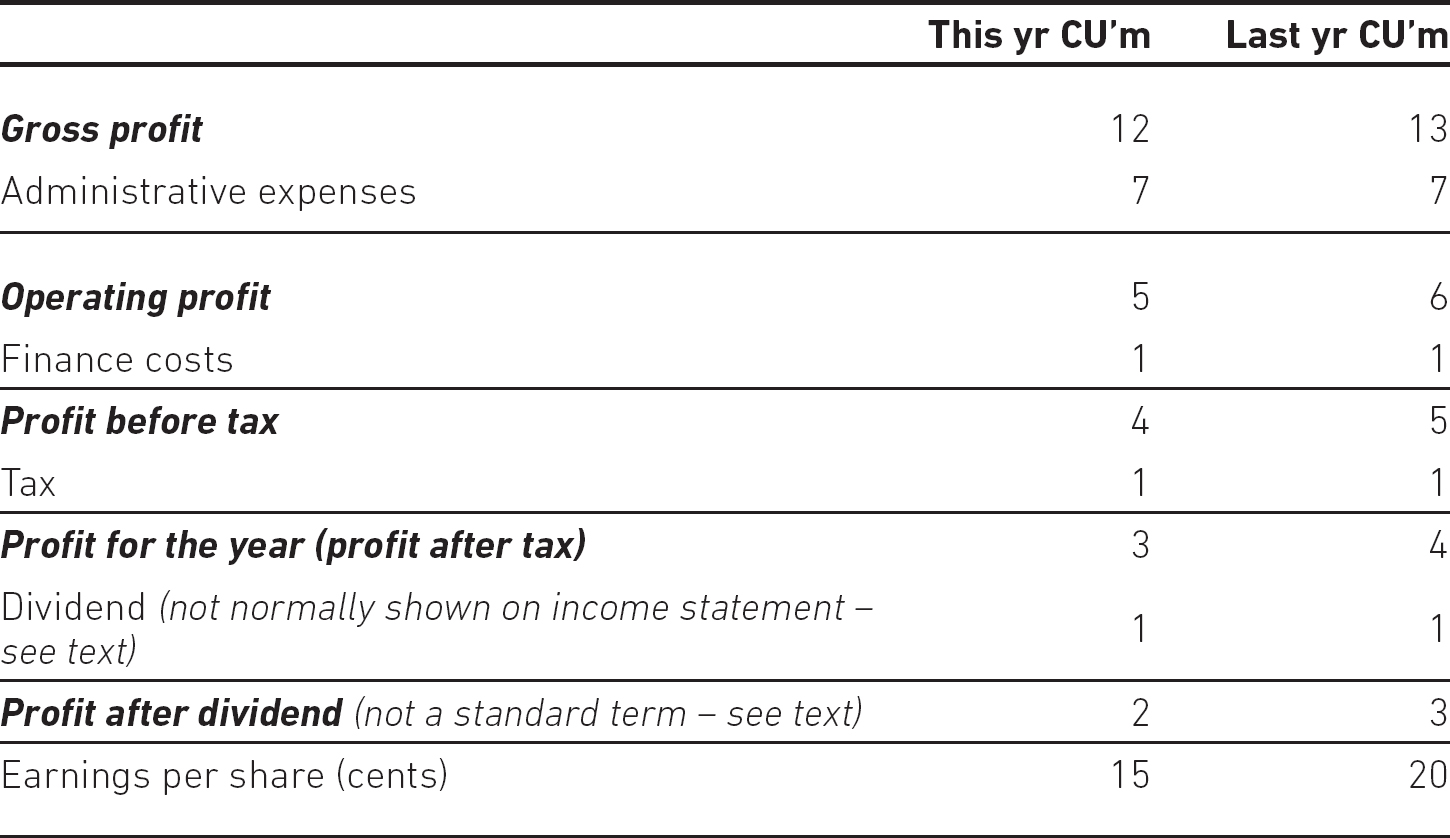 This yr CU’m Last yr CU’m
Gross profit 12 13
Administrative expenses 7 7
Operating profit 5 6
Finance costs 1 1
Profit before tax 4 5
Tax 1 1
Profit for the year (profit after tax) 3 4
Dividend (not normally shown on income statement –
see text) 1 1
Profit after dividend (not a standard term – see text) 2 3
Earnings per share (cents) 15 20